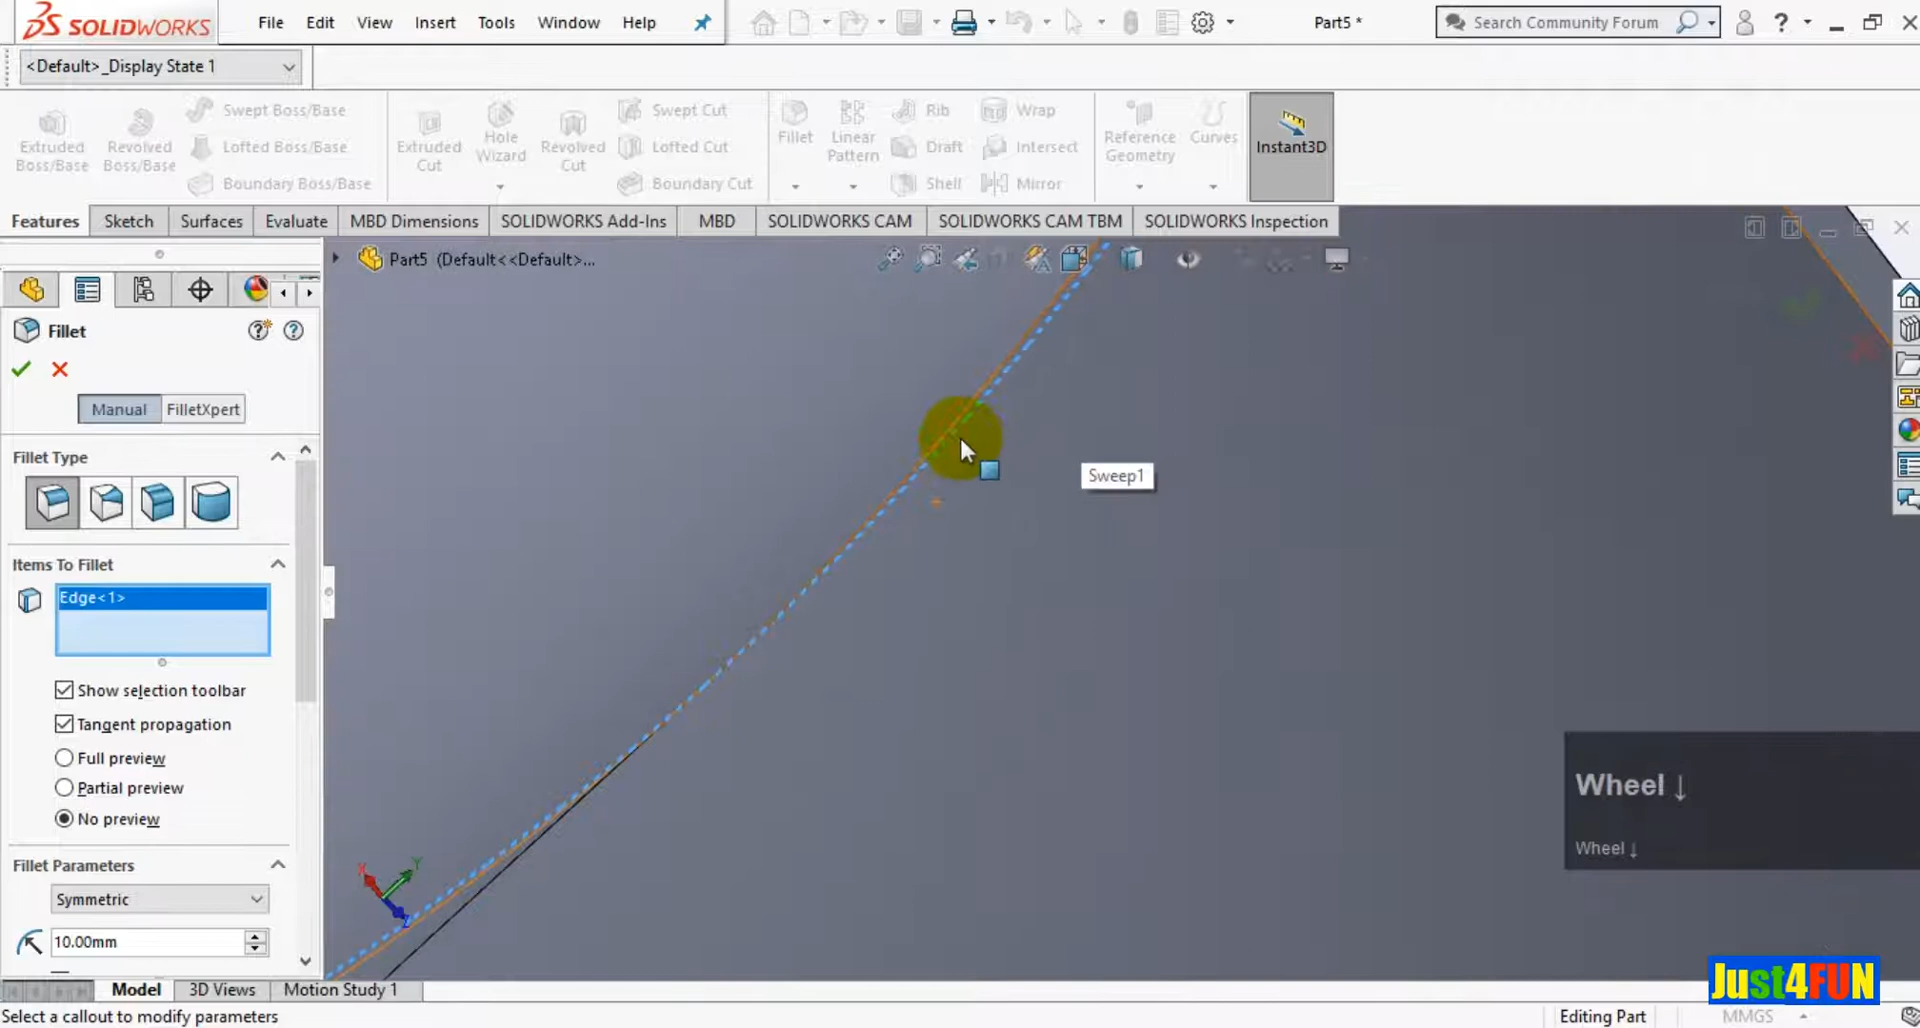 SOLIDWORKS
File Edit View Insert Tools Window Help
Part5 *
Search Community Forum
<Default>_Display State 1
Extruded Boss/Base
Revolved Boss/Base
Swept Boss/Base
Lofted Boss/Base
Boundary Boss/Base
Extruded Cut
Hole Wizard
Revolved Cut
Swept Cut
Lofted Cut
Boundary Cut
Fillet
Linear Pattern
Rib
Draft
Shell
Wrap
Intersect
Mirror
Reference Geometry
Curves
Instant3D
Features Sketch Surfaces Evaluate MBD Dimensions SOLIDWORKS Add-Ins MBD SOLIDWORKS CAM SOLIDWORKS CAM TBM SOLIDWORKS Inspection
Part5 (Default<<Default>...
Fillet
Manual FilletXpert
Fillet Type
Items To Fillet
Edge<1>
Show selection toolbar
Tangent propagation
Full preview
Partial preview
No preview
Fillet Parameters
Symmetric
10.00mm
Sweep1
X Y Z
Wheel ↓
Wheel ↓
Just4FUN
Model 3D Views Motion Study 1
Select a callout to modify parameters
Editing Part
MMGS